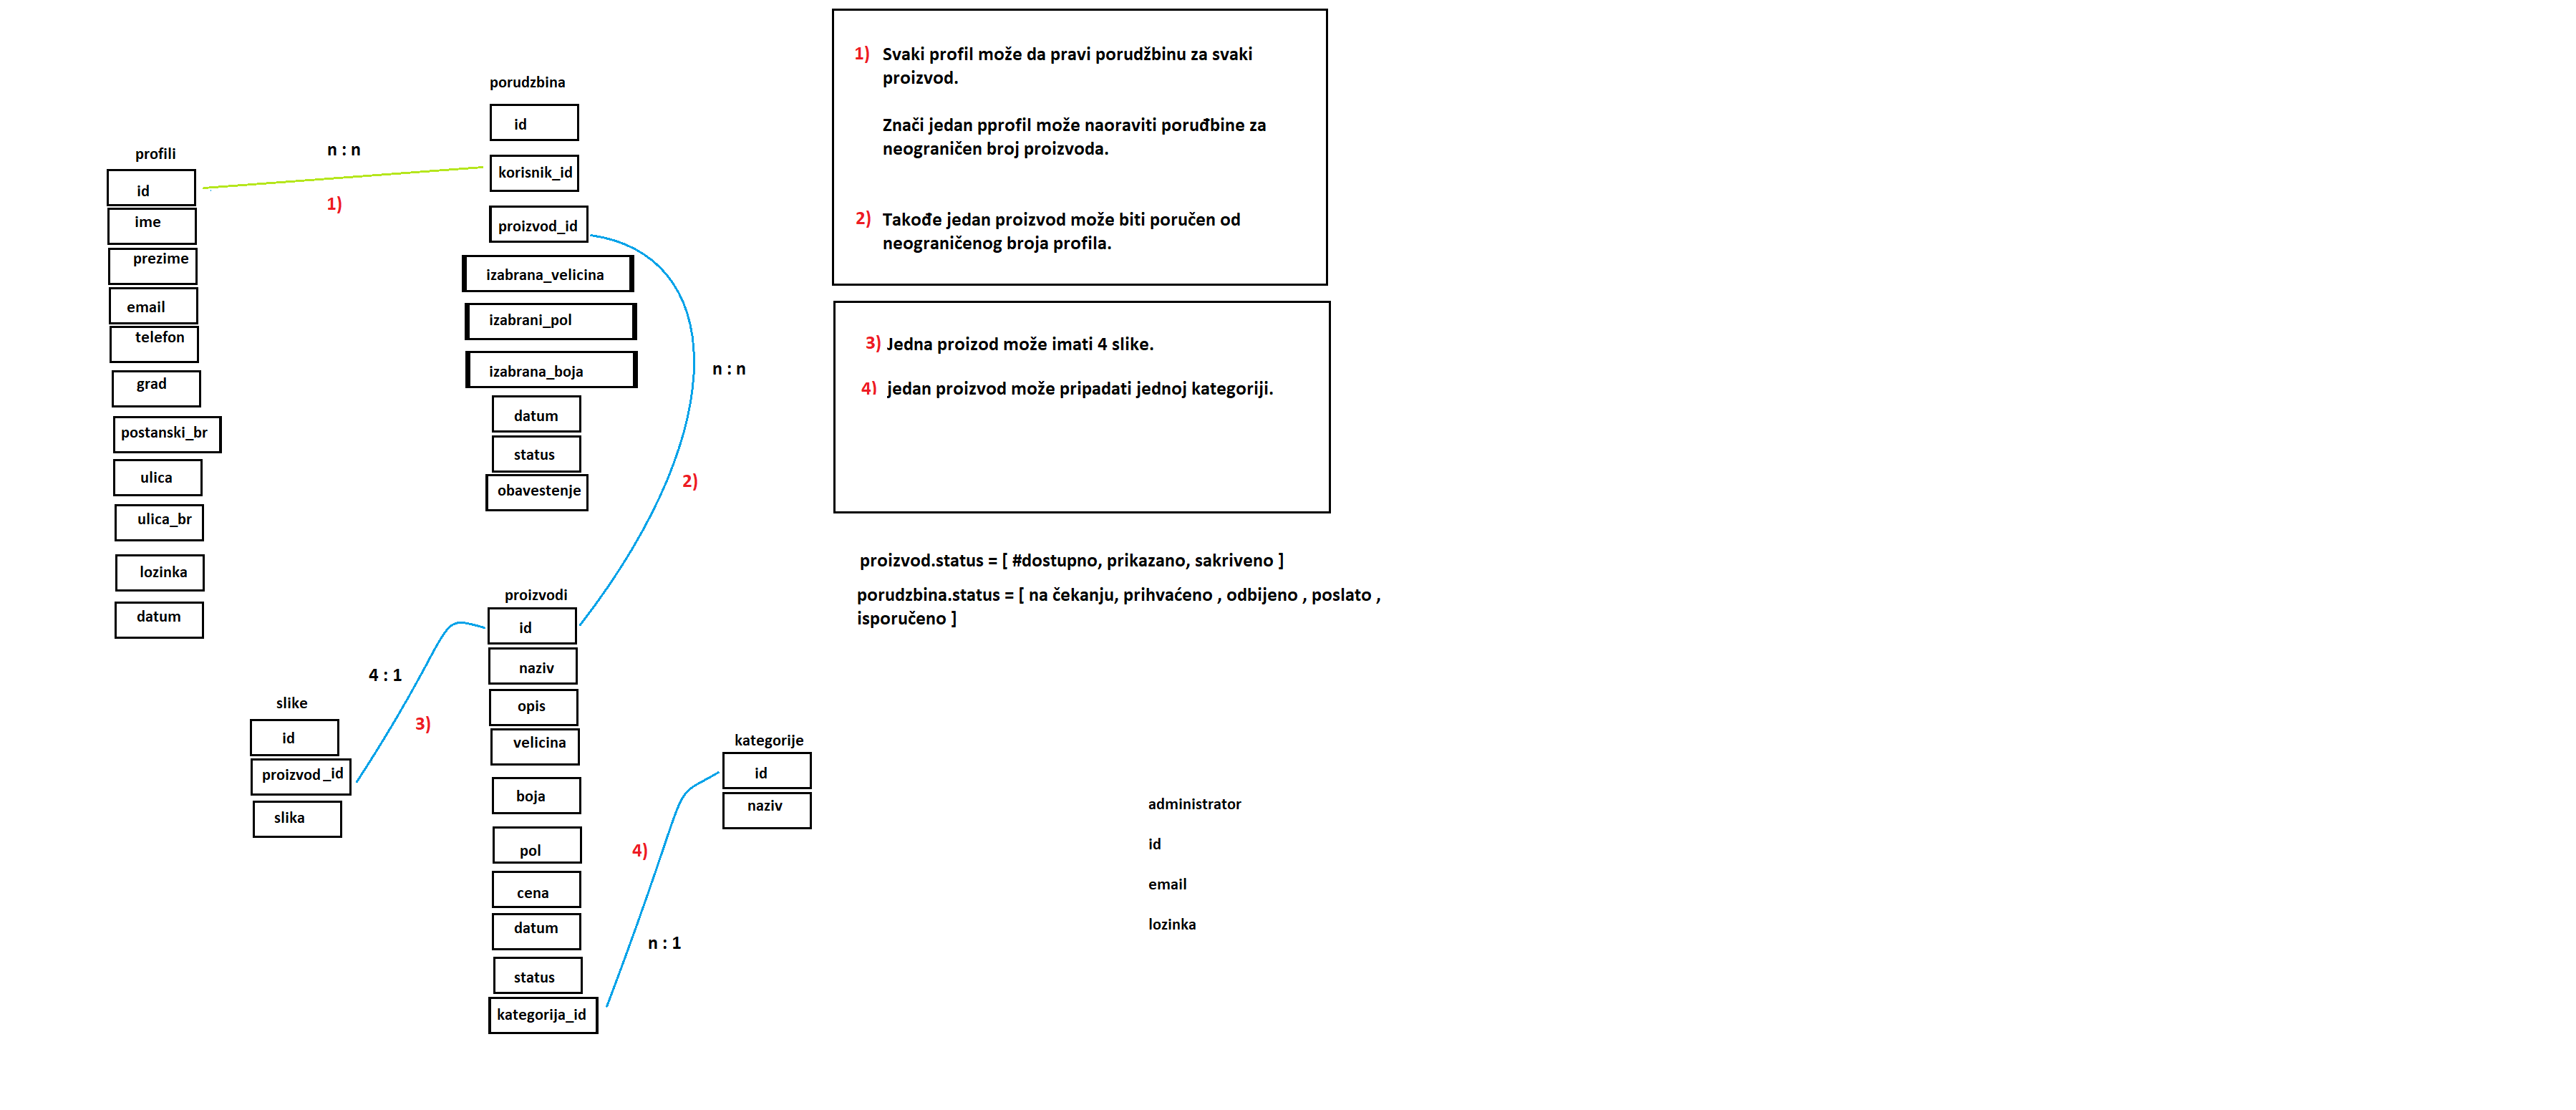 profili
id
ime
prezime
email
telefon
grad
postanski_br
ulica
ulica_br
lozinka
datum
n : n
1)
porudzbina
id
korisnik_id
proizvod_id
izabrana_velicina
izabrani_pol
izabrana_boja
datum
status
obavestenje
n : n
2)
proizvodi
id
naziv
opis
velicina
boja
pol
cena
datum
status
kategorija_id
4 : 1
3)
slike
id
proizvod_id
slika
kategorije
id
naziv
4)
n : 1
1) Svaki profil može da pravi porudžbinu za svaki
proizvod.
Znači jedan pprofil može naoraviti poruđbine za
neograničen broj proizvoda.
2) Takođe jedan proizvod može biti poručen od
neograničenog broja profila.
3) Jedna proizod može imati 4 slike.
4) jedan proizvod može pripadati jednoj kategoriji.
proizvod.status = [ #dostupno, prikazano, sakriveno ]
porudzbina.status = [ na čekanju, prihvaćeno , odbijeno , poslato ,
isporučeno ]
administrator
id
email
lozinka